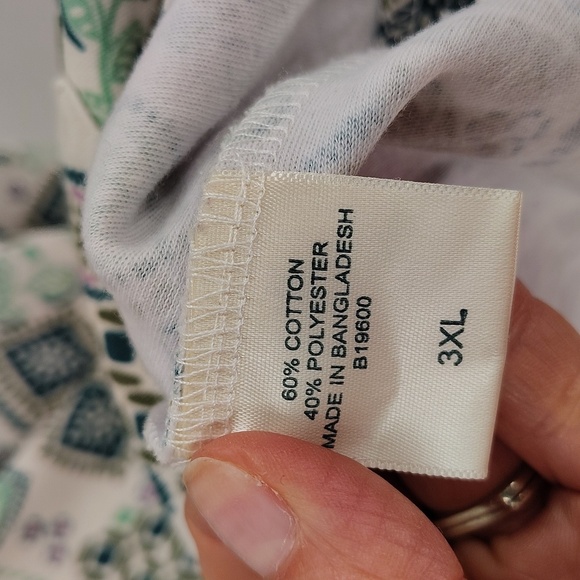 60% COTTON
40% POLYESTER
MADE IN BANGLADESH
B19600
3XL